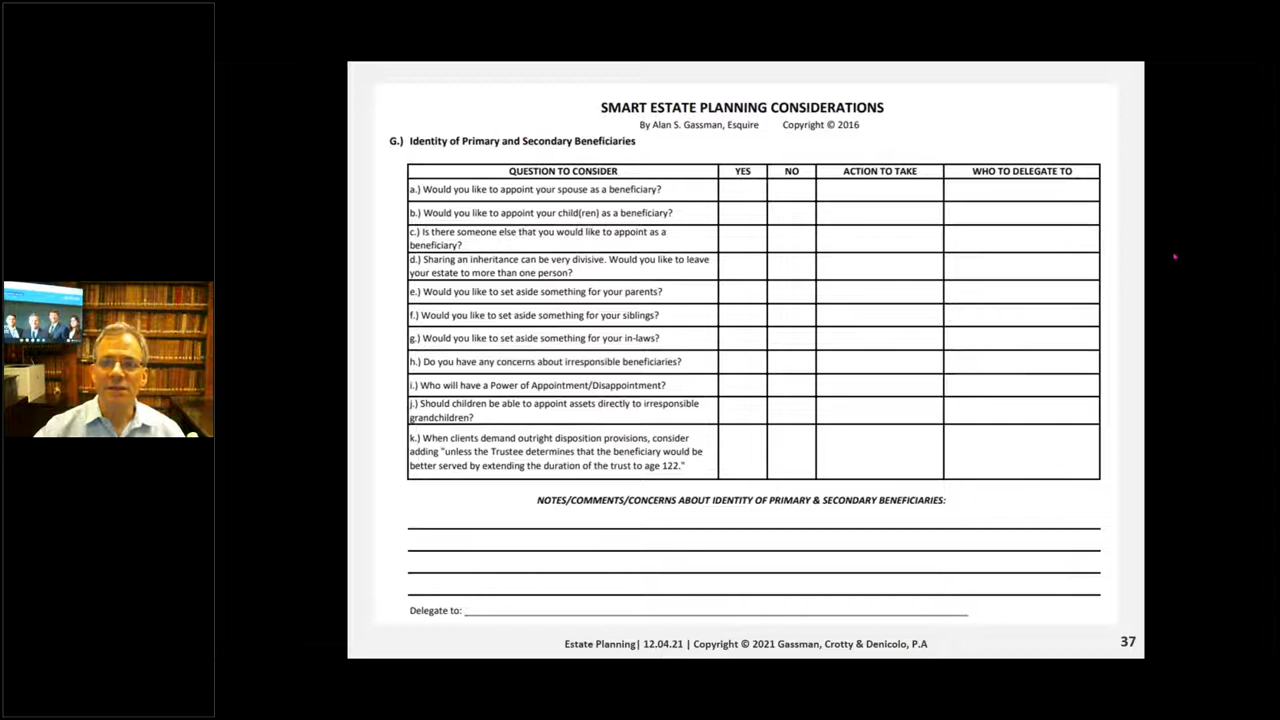 SMART ESTATE PLANNING CONSIDERATIONS
By Alan S. Gassman, Esquire Copyright © 2016
G.) Identity of Primary and Secondary Beneficiaries
QUESTION TO CONSIDER YES NO ACTION TO TAKE WHO TO DELEGATE TO
a.) Would you like to appoint your spouse as a beneficiary?
b.) Would you like to appoint your child(ren) as a beneficiary?
c.) Is there someone else that you would like to appoint as a
beneficiary?
d.) Sharing an inheritance can be very divisive. Would you like to leave
your estate to more than one person?
e.) Would you like to set aside something for your parents?
f.) Would you like to set aside something for your siblings?
g.) Would you like to set aside something for your in-laws?
h.) Do you have any concerns about irresponsible beneficiaries?
i.) Who will have a Power of Appointment/Disappointment?
j.) Should children be able to appoint assets directly to irresponsible
grandchildren?
k.) When clients demand outright disposition provisions, consider
adding "unless the Trustee determines that the beneficiary would be
better served by extending the duration of the trust to age 122."
NOTES/COMMENTS/CONCERNS ABOUT IDENTITY OF PRIMARY & SECONDARY BENEFICIARIES:
Delegate to:
Estate Planning| 12.04.21 | Copyright © 2021 Gassman, Crotty & Denicolo, P.A
37